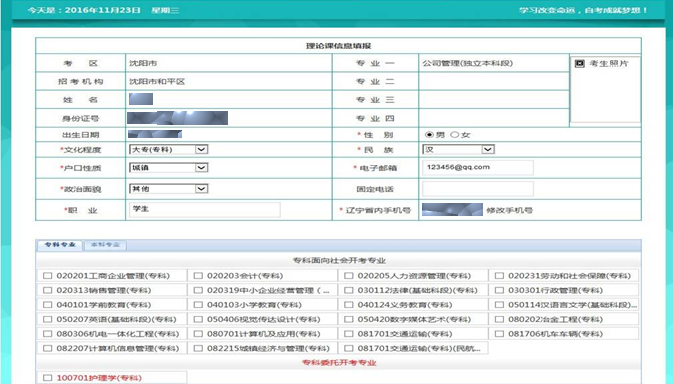 今天是：2016年11月23日 星期三 学习改变命运，自考成就梦想！
理论课信息填报
考 区 沈阳市 专 业 一 公司管理(独立本科段) 考生照片
招 考 机 构 沈阳市和平区 专 业 二
姓 名 专 业 三
身份证号 专 业 四
出生日期 * 性 别 男 女
*文化程度 大专(专科) * 民 族 汉
*户口性质 城镇 * 电子邮箱 123456@qq.com
*政治面貌 其他 固定电话
*职 业 学生 * 辽宁省内手机号 修改手机号
专科专业 本科专业
专科面向社会开考专业
020201工商企业管理(专科) 020203会计(专科) 020205人力资源管理(专科) 020231劳动和社会保障(专科)
020313销售管理(专科) 020319中小企业经营管理 ( ... 030112法律(基础科段)(专科) 030301行政管理(专科)
040101学前教育(专科) 040103小学教育(专科) 040124义务教育(专科) 050114汉语言文学(基础科段...
050207英语(基础科段)(专科) 050406视觉传达设计(专科) 050420数字媒体艺术(专科) 080202冶金工程(专科)
080306机电一体化工程(专科) 080701计算机及应用(专科) 081701交通运输(专科) 081706机车车辆(专科)
082207计算机信息管理(专科) 082215城镇经济与管理(专科) 081701交通运输(专科)(民航...
专科委托开考专业
100701护理学(专科)